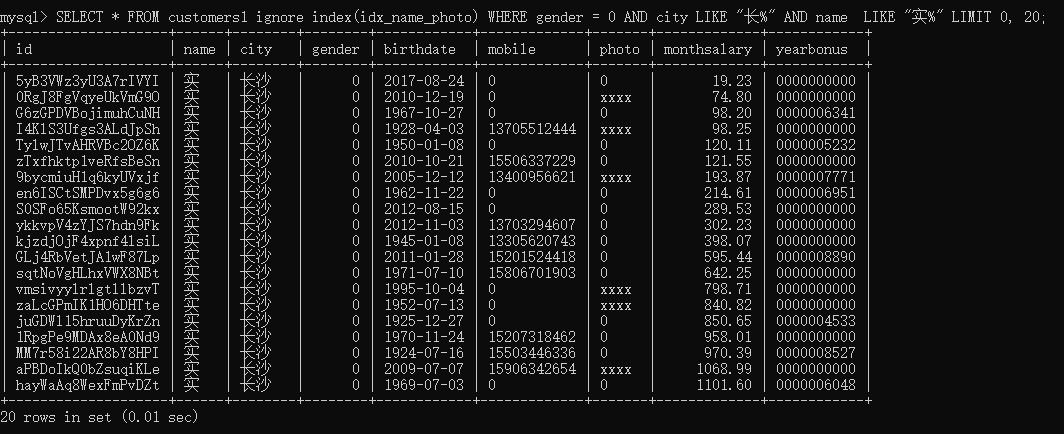 mysql> SELECT * FROM customers1 ignore index(idx_name_photo) WHERE gender = 0 AND city LIKE "长%" AND name  LIKE "实%" LIMIT 0, 20;
| id | name | city | gender | birthdate | mobile | photo | monthsalary | yearbonus |
| 5yB3VWz3yU3A7rIVYI | 实 | 长沙 | 0 | 2017-08-24 | 0 | 0 | 19.23 | 0000000000 |
| 0RgJ8FgVqyeUkVmG9O | 实 | 长沙 | 0 | 2010-12-19 | 0 | xxxx | 74.80 | 0000000000 |
| G6zGPDVBojimuhCuNH | 实 | 长沙 | 0 | 1967-10-27 | 0 | 0 | 98.20 | 0000006341 |
| I4K1S3Ufgs3ALdJpSh | 实 | 长沙 | 0 | 1928-04-03 | 13705512444 | xxxx | 98.25 | 0000000000 |
| TylwJTvAHRVBc2OZ6K | 实 | 长沙 | 0 | 1950-01-08 | 0 | 0 | 120.11 | 0000005232 |
| zTxfhktplveRfsBeSn | 实 | 长沙 | 0 | 2010-10-21 | 15506337229 | 0 | 121.55 | 0000000000 |
| 9bycmiuH1q6kyUVxjf | 实 | 长沙 | 0 | 2005-12-12 | 13400956621 | xxxx | 193.87 | 0000007771 |
| en6ISCtSMPDvx5g6g6 | 实 | 长沙 | 0 | 1962-11-22 | 0 | 0 | 214.61 | 0000006951 |
| SOSFo65KsmootW92kx | 实 | 长沙 | 0 | 2012-08-15 | 0 | 0 | 289.53 | 0000000000 |
| ykkvpV4zYJS7hdn9Fk | 实 | 长沙 | 0 | 2012-11-03 | 13703294607 | 0 | 302.23 | 0000000000 |
| kjzdjOjF4xpnf41siL | 实 | 长沙 | 0 | 1945-01-08 | 13305620743 | 0 | 398.07 | 0000000000 |
| GLj4RbVetJA1wF87Lp | 实 | 长沙 | 0 | 2011-01-28 | 15201524418 | 0 | 595.44 | 0000008890 |
| sqtNoVgHLhxVWX8NBt | 实 | 长沙 | 0 | 1971-07-10 | 15806701903 | 0 | 642.25 | 0000000000 |
| vmsivyylrlgtl1bzvT | 实 | 长沙 | 0 | 1995-10-04 | 0 | xxxx | 798.71 | 0000000000 |
| zaLcGPmIK1HO6DHTte | 实 | 长沙 | 0 | 1952-07-13 | 0 | xxxx | 840.82 | 0000000000 |
| juGDW115hruuDyKrZn | 实 | 长沙 | 0 | 1925-12-27 | 0 | 0 | 850.65 | 0000004533 |
| 1RpgPe9MDAx8eA0Nd9 | 实 | 长沙 | 0 | 1970-11-24 | 15207318462 | 0 | 958.01 | 0000000000 |
| MM7r58i22AR8bY8HPI | 实 | 长沙 | 0 | 1924-07-16 | 15503446336 | 0 | 970.39 | 0000008527 |
| aPBDoIkQ0bZsuqiKLe | 实 | 长沙 | 0 | 2009-07-07 | 15906342654 | xxxx | 1068.99 | 0000000000 |
| hayWaAq8WexFmPvDZt | 实 | 长沙 | 0 | 1969-07-03 | 0 | 0 | 1101.60 | 0000006048 |
20 rows in set (0.01 sec)